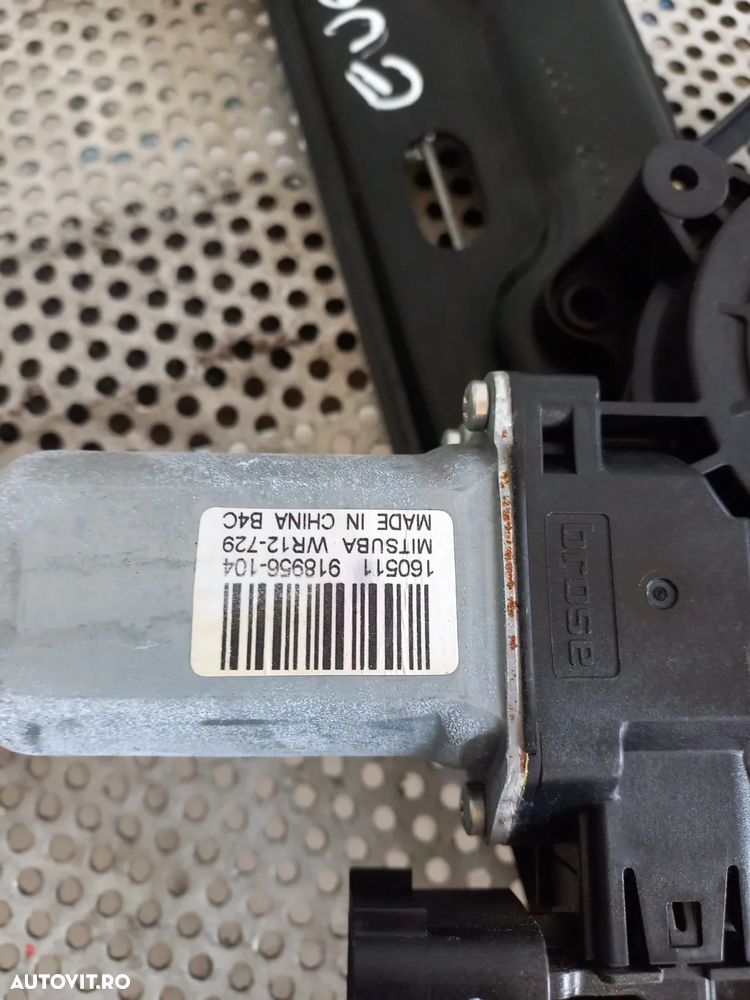 160511 918956-104
MITSUBA WR12-729
MADE IN CHINA B4C
brose
AUTOVIT.RO